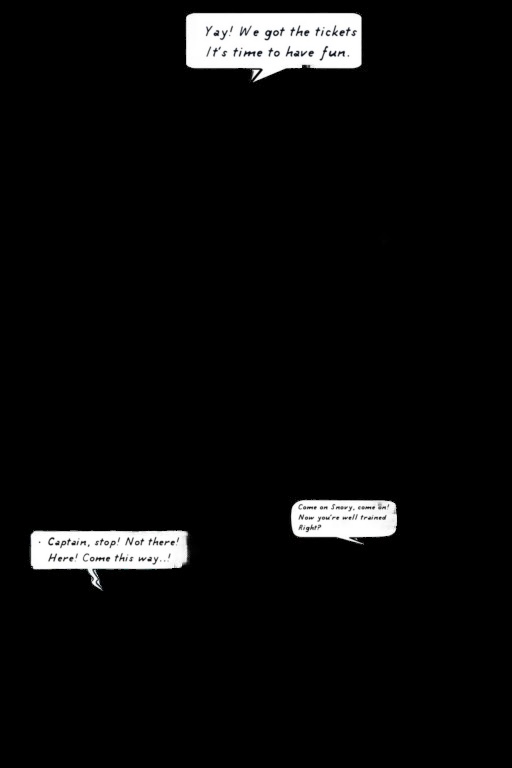 Yay! We got the tickets
It's time to have fun.
Come on Snowy, come on!
Now you're well trained
Right?
Captain, stop! Not there!
Here! Come this way..!